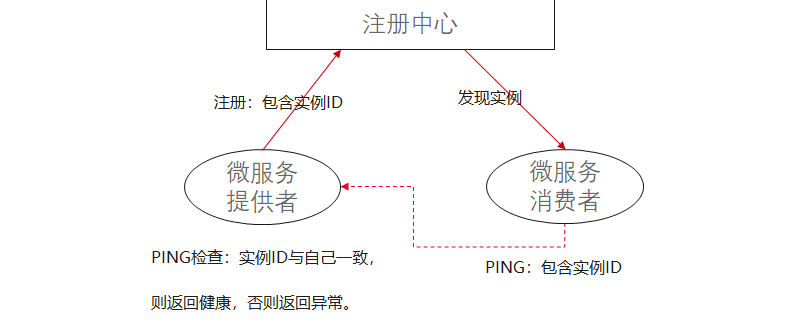 注册中心
注册：包含实例ID
发现实例
微服务
提供者
微服务
消费者
PING检查：实例ID与自己一致，
则返回健康，否则返回异常。
PING：包含实例ID